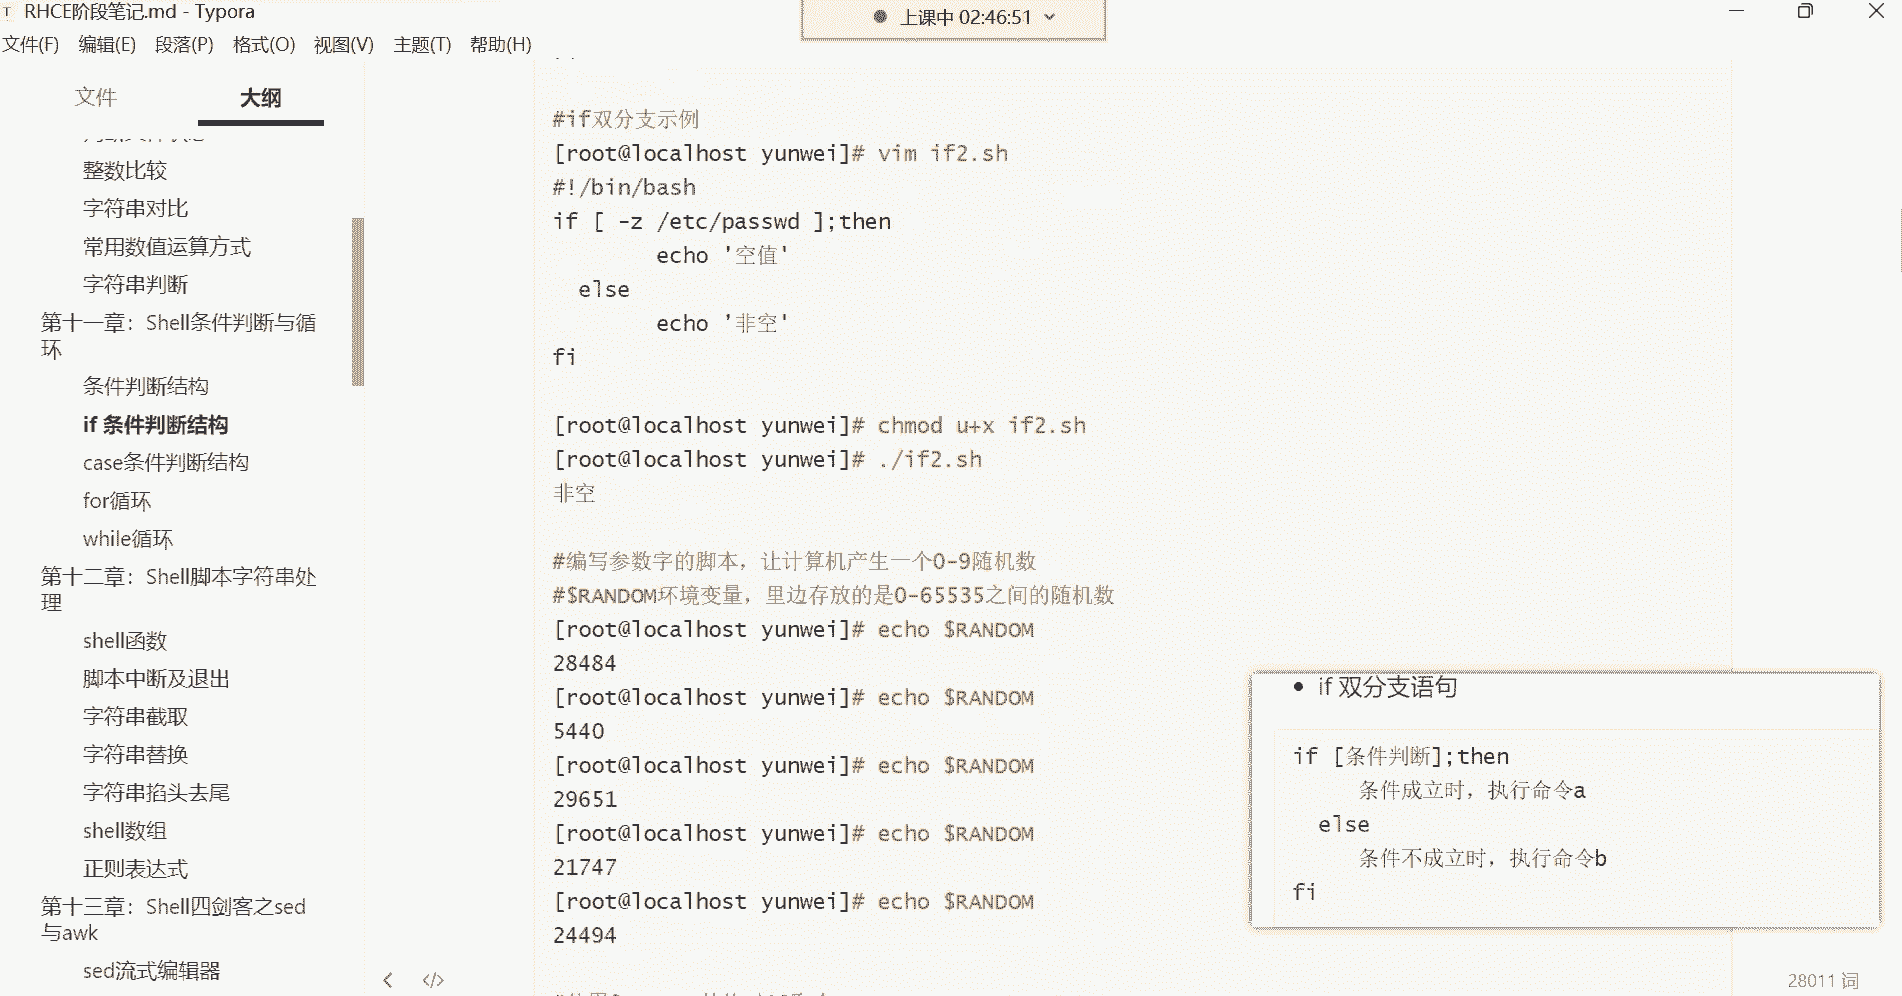 RHCE阶段笔记.md - Typora
上课中 02:46:51
文件(F) 编辑(E) 段落(P) 格式(O) 视图(V) 主题(T) 帮助(H)
文件 大纲
整数比较
字符串对比
常用数值运算方式
字符串判断
第十一章：Shell条件判断与循
环
条件判断结构
if 条件判断结构
case条件判断结构
for循环
while循环
第十二章：Shell脚本字符串处
理
shell函数
脚本中断及退出
字符串截取
字符串替换
字符串掐头去尾
shell数组
正则表达式
第十三章：Shell四剑客之sed
与awk
sed流式编辑器
#if双分支示例
[root@localhost yunwei]# vim if2.sh
#!/bin/bash
if [ -z /etc/passwd ];then
echo '空值'
else
echo '非空'
fi
[root@localhost yunwei]# chmod u+x if2.sh
[root@localhost yunwei]# ./if2.sh
非空
#编写参数字的脚本，让计算机产生一个0-9随机数
#$RANDOM环境变量，里边存放的是0-65535之间的随机数
[root@localhost yunwei]# echo $RANDOM
28484
[root@localhost yunwei]# echo $RANDOM
5440
[root@localhost yunwei]# echo $RANDOM
29651
[root@localhost yunwei]# echo $RANDOM
21747
[root@localhost yunwei]# echo $RANDOM
24494
• if 双分支语句
if [条件判断];then
条件成立时，执行命令a
else
条件不成立时，执行命令b
fi
28011 词